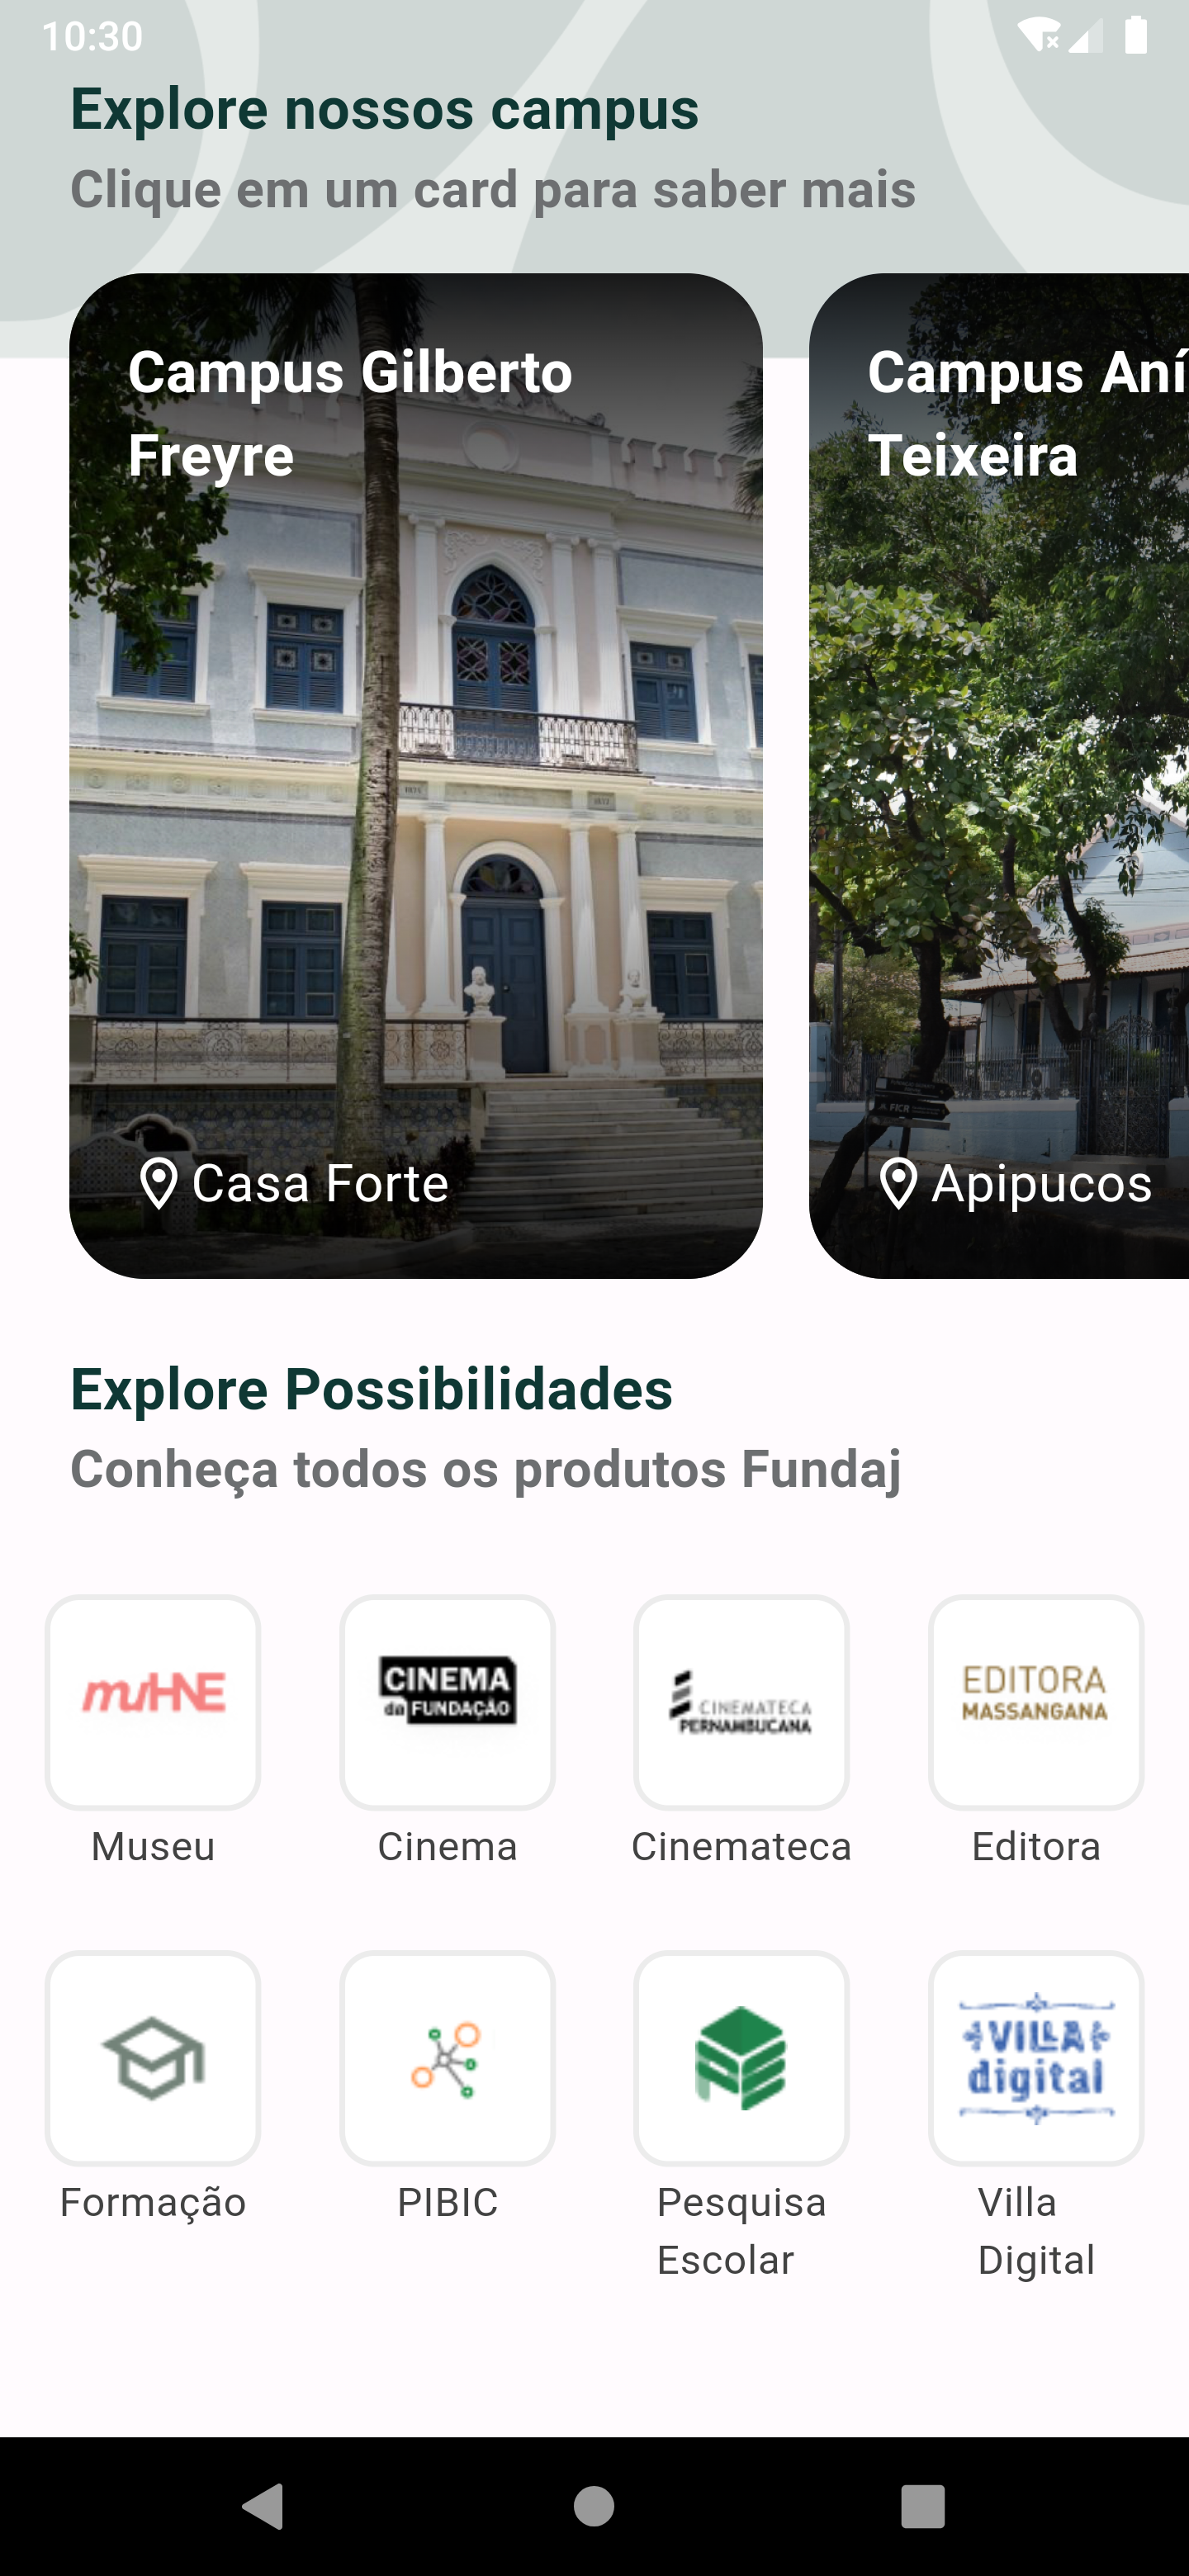 10:30
Explore nossos campus
Clique em um card para saber mais
Campus Gilberto
Freyre
Casa Forte
Campus Aní
Teixeira
FICR
Apipucos
Explore Possibilidades
Conheça todos os produtos Fundaj
muHNE
Museu
CINEMA
da FUNDAÇÃO
Cinema
CINEMATECA
PERNAMBUCANA
Cinemateca
EDITORA
MASSANGANA
Editora
Formação
PIBIC
Pesquisa
Escolar
VILLA
digital
Villa
Digital